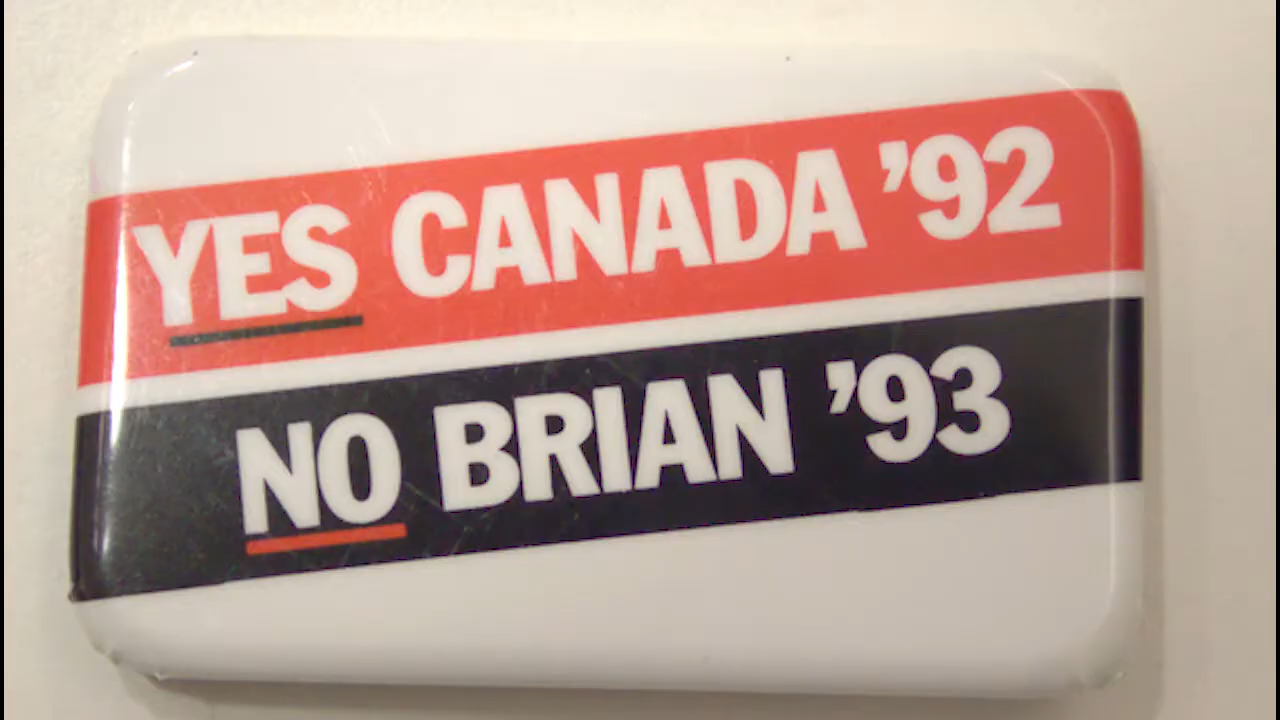 YES CANADA ’92
NO BRIAN ’93